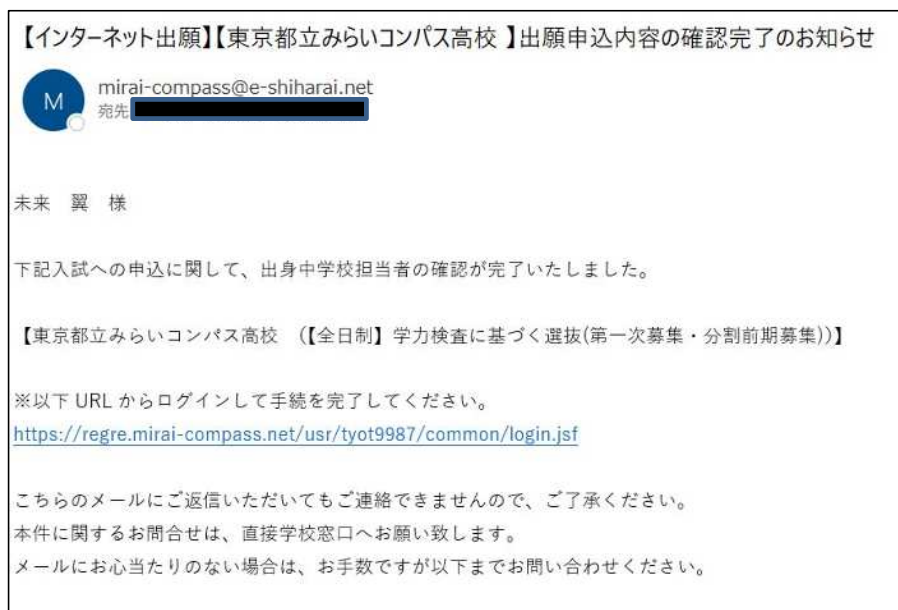 【インターネット出願】【東京都立みらいコンパス高校 】出願申込内容の確認完了のお知らせ
M
mirai-compass@e-shiharai.net
宛先
未来　翼　様
下記入試への申込に関して、出身中学校担当者の確認が完了いたしました。
【東京都立みらいコンパス高校　（【全日制】学力検査に基づく選抜(第一次募集・分割前期募集))】
※以下 URL からログインして手続を完了してください。
https://regre.mirai-compass.net/usr/tyot9987/common/login.jsf
こちらのメールにご返信いただいてもご連絡できませんので、ご了承ください。
本件に関するお問合せは、直接学校窓口へお願い致します。
メールにお心当たりのない場合は、お手数ですが以下までお問い合わせください。